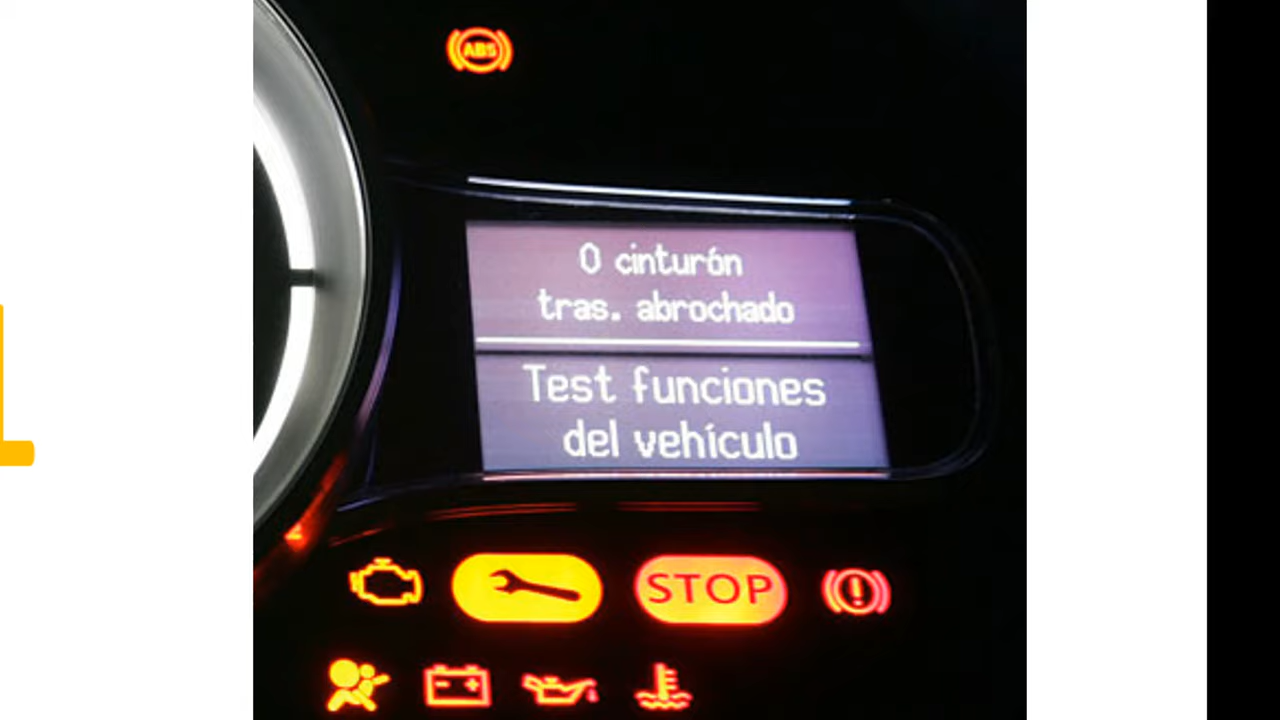 ABS
0 cinturón
tras. abrochado
Test funciones
del vehículo
STOP